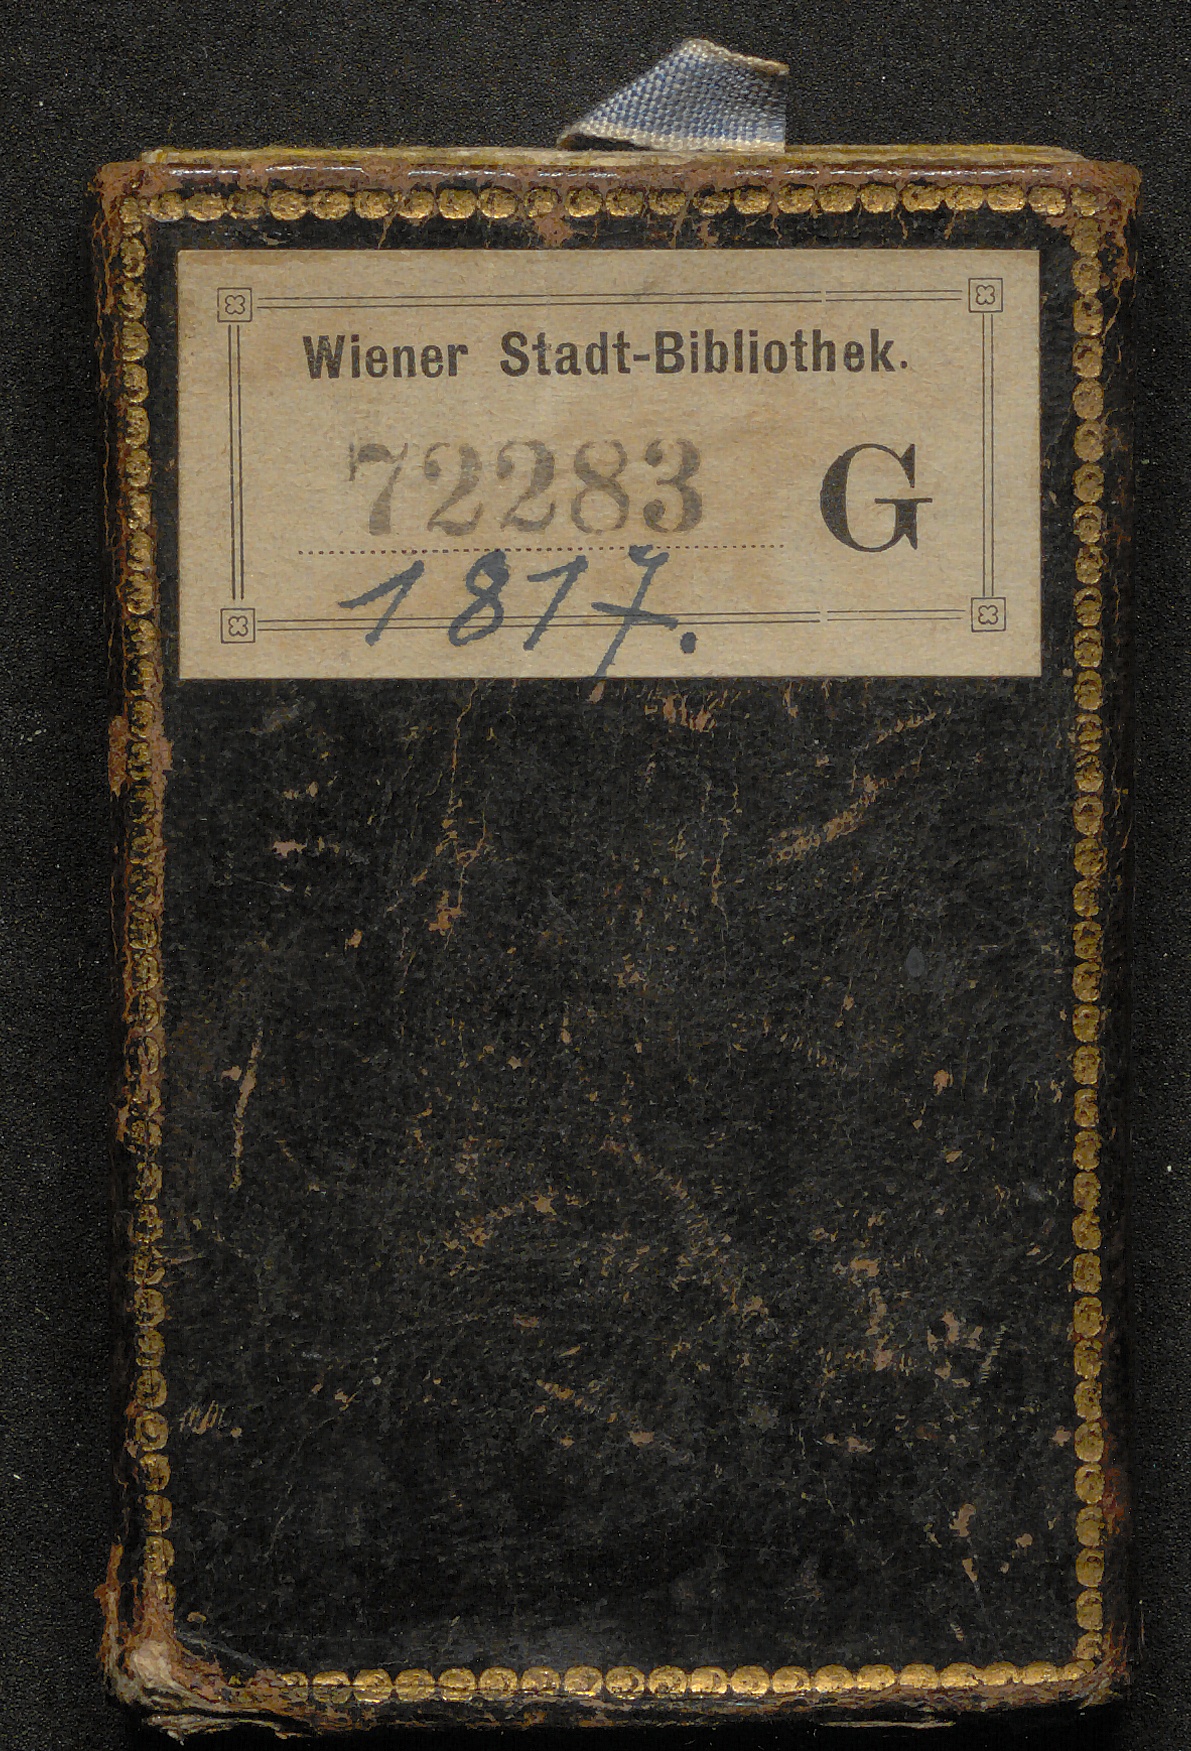 Wiener Stadt-Bibliothek.
72283 G
1817.